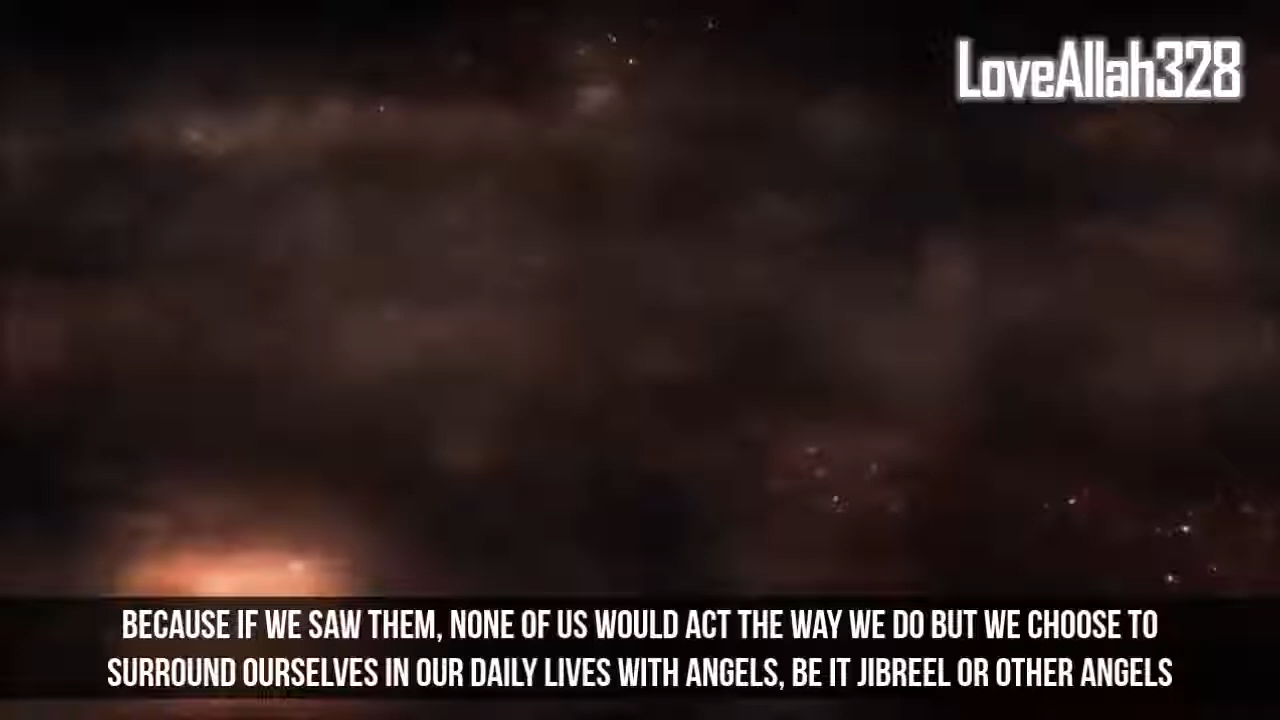 LoveAllah328
BECAUSE IF WE SAW THEM, NONE OF US WOULD ACT THE WAY WE DO BUT WE CHOOSE TO
SURROUND OURSELVES IN OUR DAILY LIVES WITH ANGELS, BE IT JIBREEL OR OTHER ANGELS